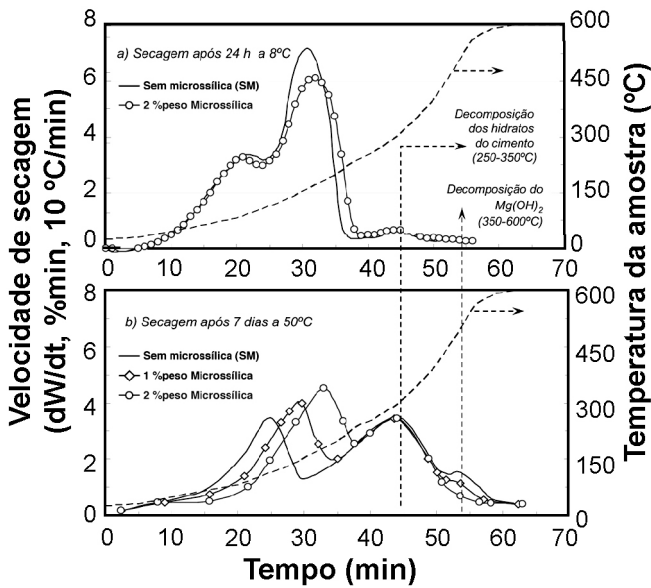 Velocidade de secagem
(dW/dt, %min, 10 ºC/min)
8
6
4
2
0
a) Secagem após 24 h a 8ºC
Sem microssílica (SM)
2 %peso Microssílica
Decomposição
dos hidratos
do cimento
(250-350ºC)
Decomposição do
Mg(OH)2
(350-600ºC)
600
450
300
150
0
0 10 20 30 40 50 60 70
8
6
4
2
0
b) Secagem após 7 dias a 50ºC
Sem microssílica (SM)
1 %peso Microssílica
2 %peso Microssílica
600
450
300
150
0
0 10 20 30 40 50 60 70
Tempo (min)
Temperatura da amostra (ºC)